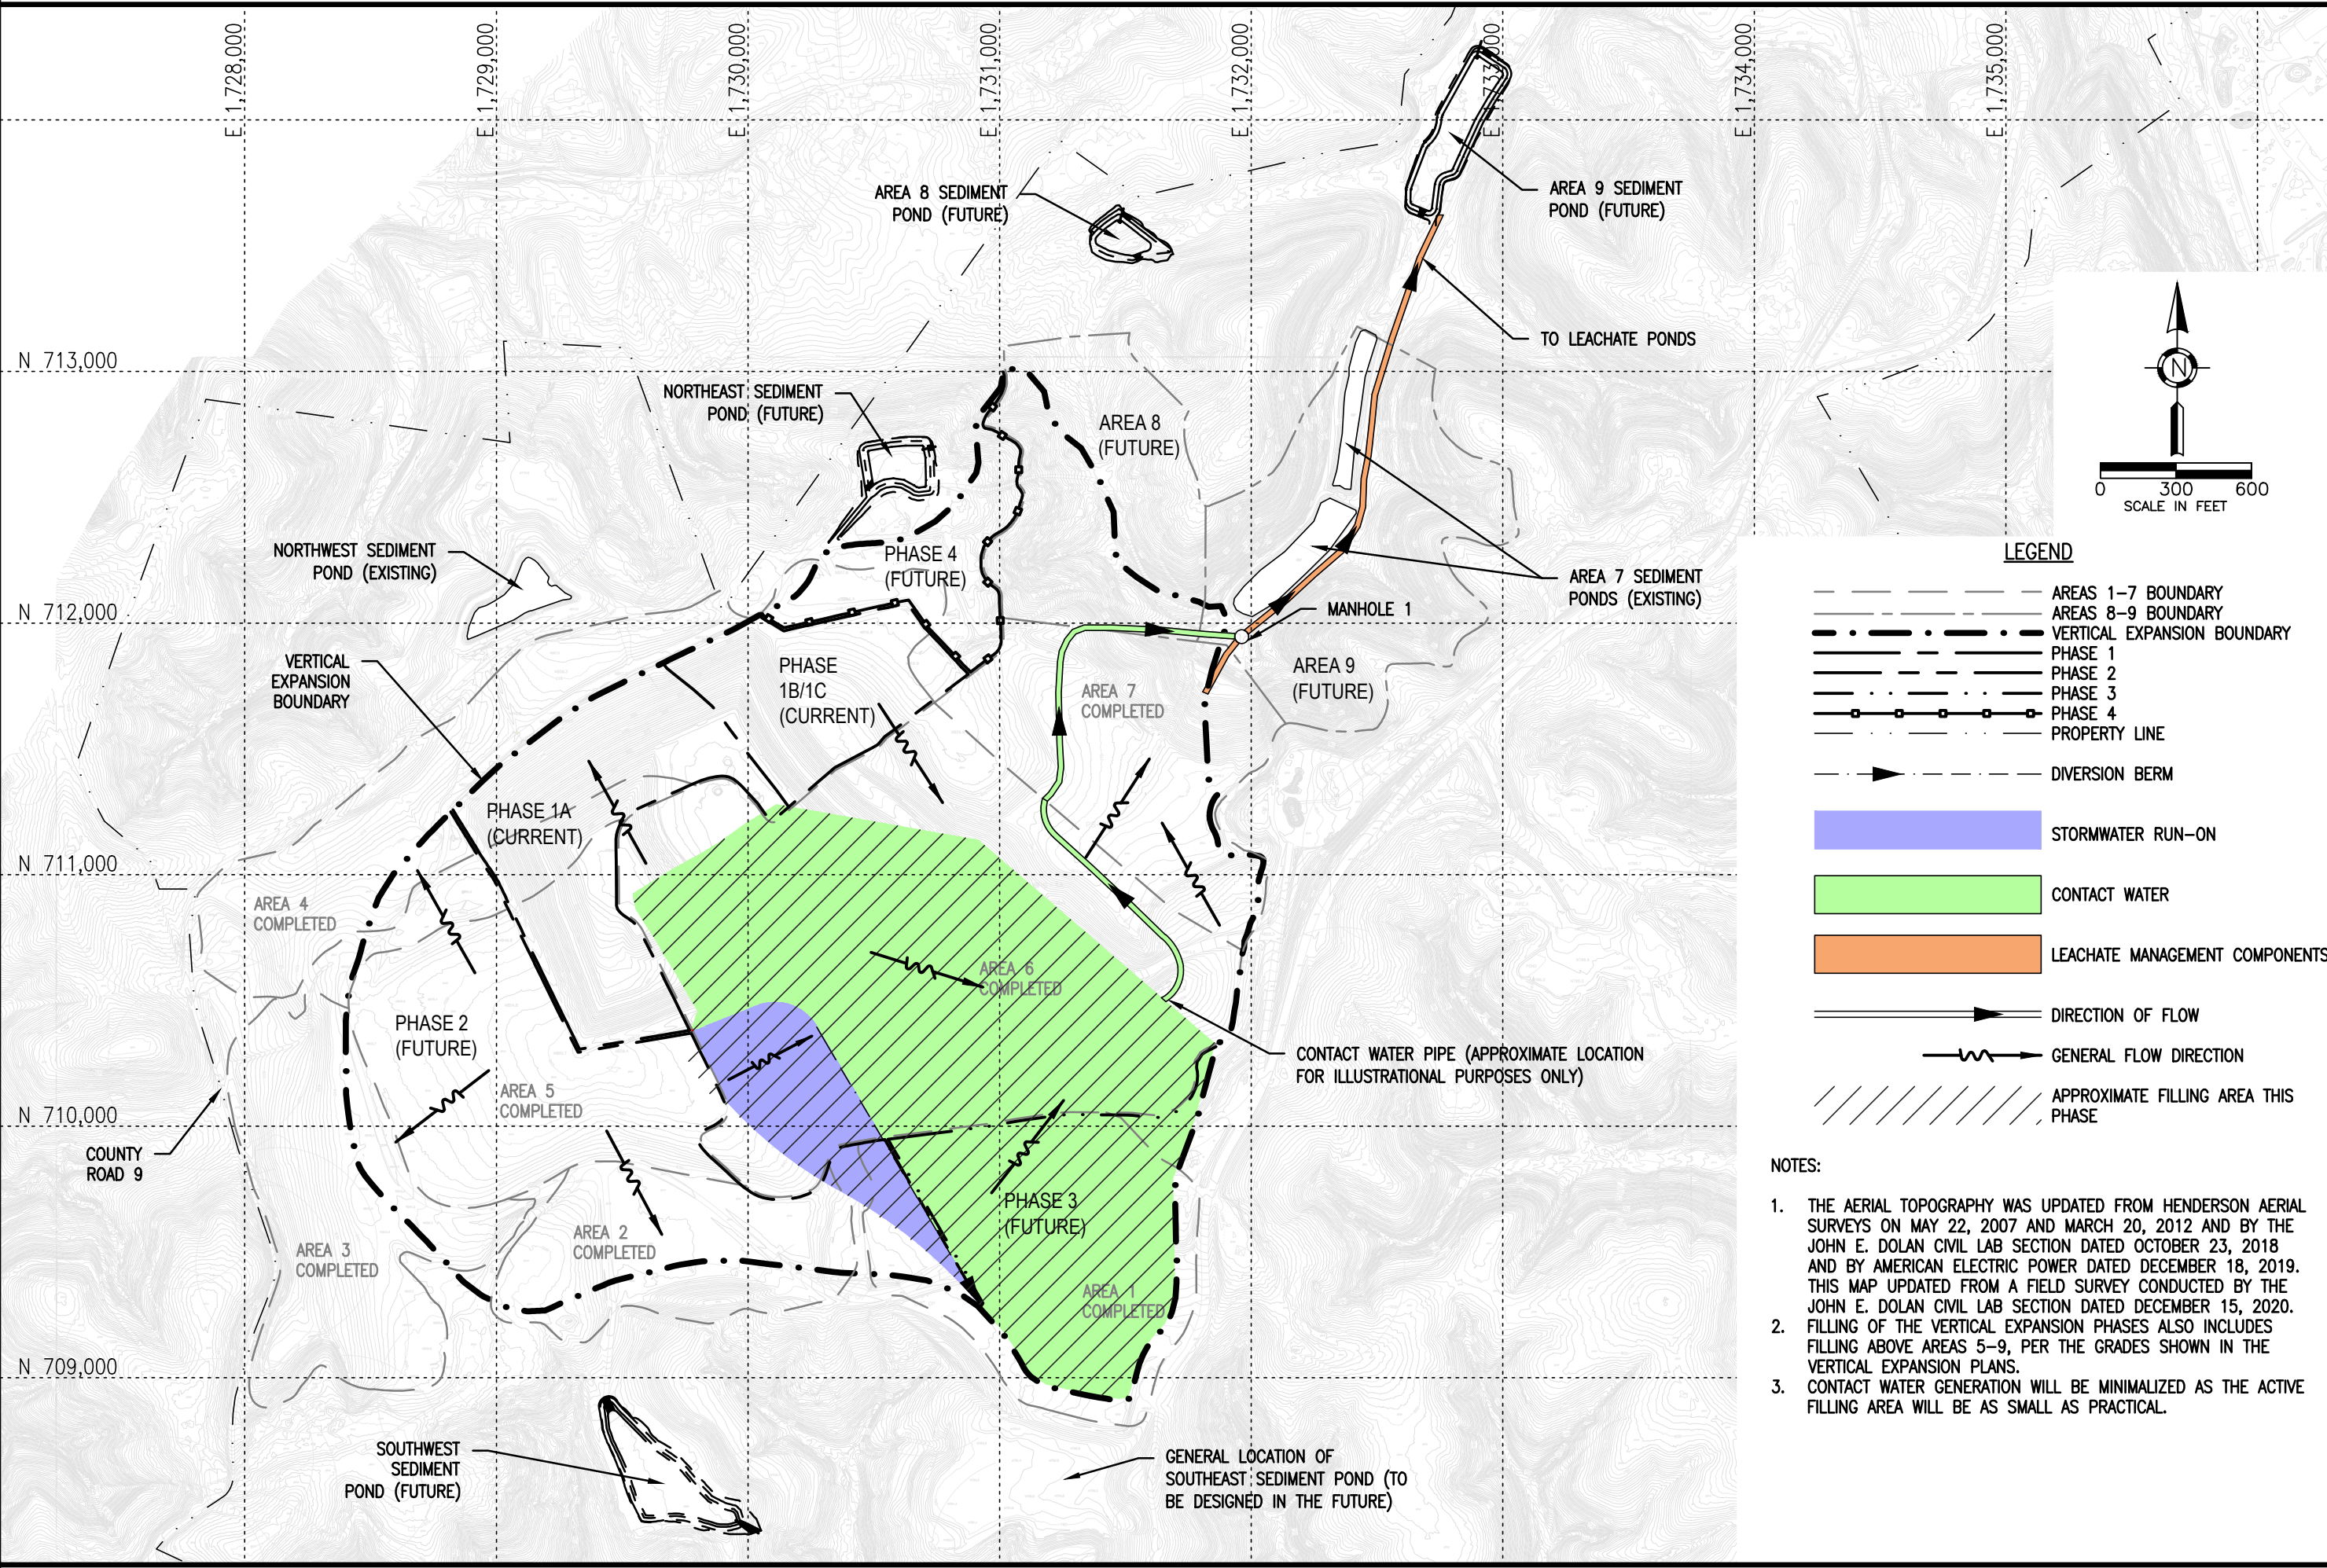 E 1,728,000
E 1,729,000
E 1,730,000
E 1,731,000
E 1,732,000
E 1,733,000
E 1,734,000
E 1,735,000
AREA 8 SEDIMENT
POND (FUTURE)
AREA 9 SEDIMENT
POND (FUTURE)
TO LEACHATE PONDS
N 713,000
NORTHEAST SEDIMENT
POND (FUTURE)
AREA 8
(FUTURE)
N
0 300 600
SCALE IN FEET
NORTHWEST SEDIMENT
POND (EXISTING)
PHASE 4
(FUTURE)
AREA 7 SEDIMENT
PONDS (EXISTING)
MANHOLE 1
N 712,000
VERTICAL
EXPANSION
BOUNDARY
PHASE
1B/1C
(CURRENT)
AREA 7
COMPLETED
AREA 9
(FUTURE)
PHASE 1A
(CURRENT)
N 711,000
AREA 4
COMPLETED
AREA 6
COMPLETED
PHASE 2
(FUTURE)
AREA 5
COMPLETED
CONTACT WATER PIPE (APPROXIMATE LOCATION
FOR ILLUSTRATIONAL PURPOSES ONLY)
N 710,000
COUNTY
ROAD 9
PHASE 3
(FUTURE)
AREA 3
COMPLETED
AREA 2
COMPLETED
AREA 1
COMPLETED
N 709,000
SOUTHWEST
SEDIMENT
POND (FUTURE)
GENERAL LOCATION OF
SOUTHEAST SEDIMENT POND (TO
BE DESIGNED IN THE FUTURE)
LEGEND
AREAS 1-7 BOUNDARY
AREAS 8-9 BOUNDARY
VERTICAL EXPANSION BOUNDARY
PHASE 1
PHASE 2
PHASE 3
PHASE 4
PROPERTY LINE
DIVERSION BERM
STORMWATER RUN-ON
CONTACT WATER
LEACHATE MANAGEMENT COMPONENTS
DIRECTION OF FLOW
GENERAL FLOW DIRECTION
APPROXIMATE FILLING AREA THIS
PHASE
NOTES:
1. THE AERIAL TOPOGRAPHY WAS UPDATED FROM HENDERSON AERIAL
SURVEYS ON MAY 22, 2007 AND MARCH 20, 2012 AND BY THE
JOHN E. DOLAN CIVIL LAB SECTION DATED OCTOBER 23, 2018
AND BY AMERICAN ELECTRIC POWER DATED DECEMBER 18, 2019.
THIS MAP UPDATED FROM A FIELD SURVEY CONDUCTED BY THE
JOHN E. DOLAN CIVIL LAB SECTION DATED DECEMBER 15, 2020.
2. FILLING OF THE VERTICAL EXPANSION PHASES ALSO INCLUDES
FILLING ABOVE AREAS 5-9, PER THE GRADES SHOWN IN THE
VERTICAL EXPANSION PLANS.
3. CONTACT WATER GENERATION WILL BE MINIMALIZED AS THE ACTIVE
FILLING AREA WILL BE AS SMALL AS PRACTICAL.